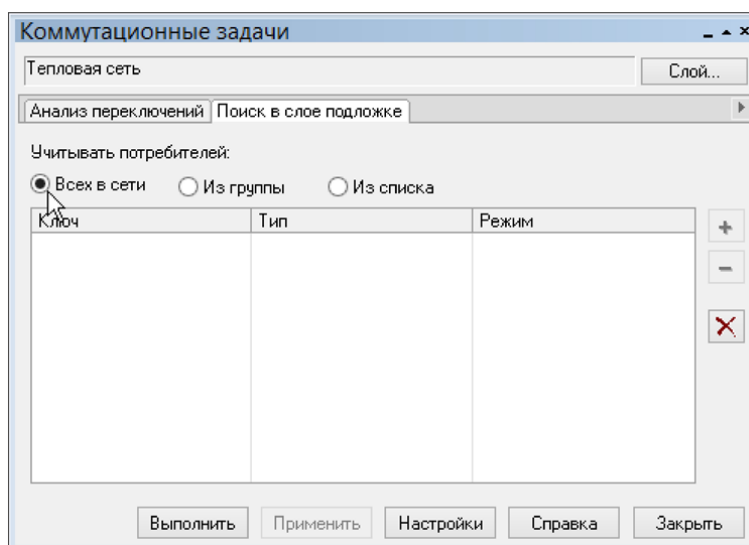 Коммутационные задачи
Тепловая сеть Слой...
Анализ переключений Поиск в слое подложке
Учитывать потребителей:
Всех в сети Из группы Из списка
Ключ Тип Режим
Выполнить Применить Настройки Справка Закрыть